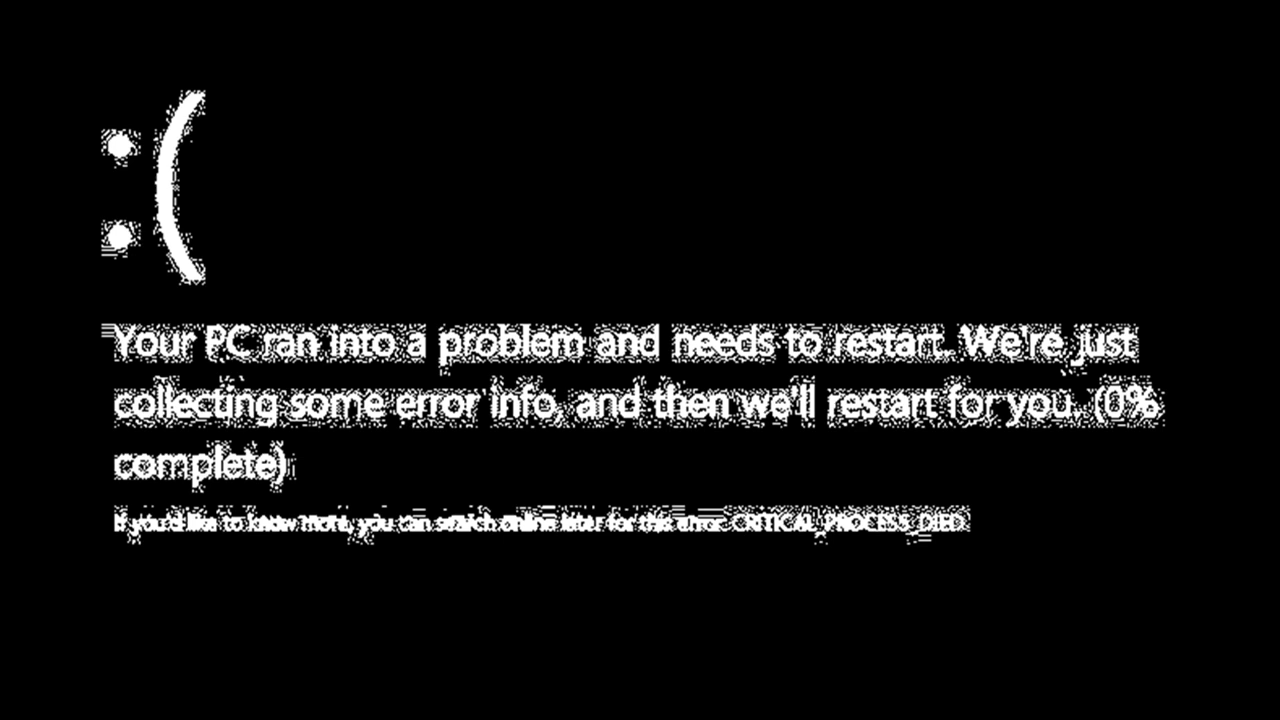 :(
Your PC ran into a problem and needs to restart. We're just
collecting some error info, and then we'll restart for you. (0%
complete)
If you'd like to know more, you can search online later for this error: CRITICAL_PROCESS_DIED